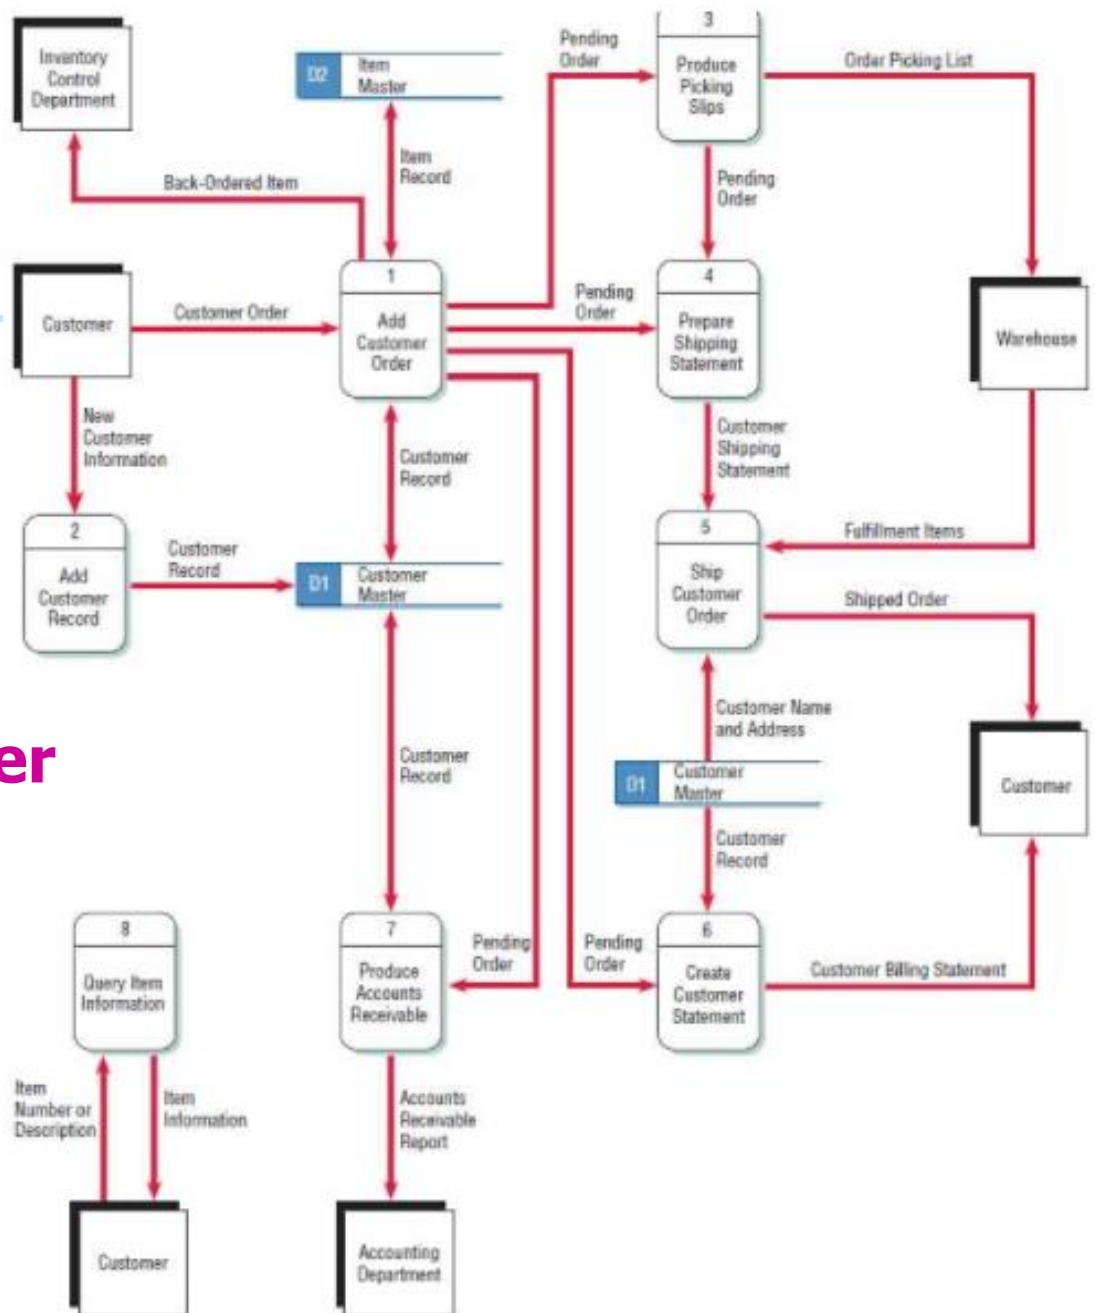 Inventory
Control
Department
D2
Item
Master
Pending
Order
3
Produce
Picking
Slips
Order Picking List
Item
Record
Back-Ordered Item
Pending
Order
Customer
Customer Order
1
Add
Customer
Order
Pending
Order
4
Prepare
Shipping
Statement
Warehouse
New
Customer
Information
Customer
Record
Customer
Shipping
Statement
2
Add
Customer
Record
Customer
Record
D1
Customer
Master
5
Ship
Customer
Order
Fulfillment Items
Shipped Order
er
Customer
Record
Customer Name
and Address
D1
Customer
Master
Customer
Customer
Record
8
Query Item
Information
7
Produce
Accounts
Receivable
Pending
Order
Pending
Order
6
Create
Customer
Statement
Customer Billing Statement
Item
Number or
Description
Item
Information
Accounts
Receivable
Report
Customer
Accounting
Department